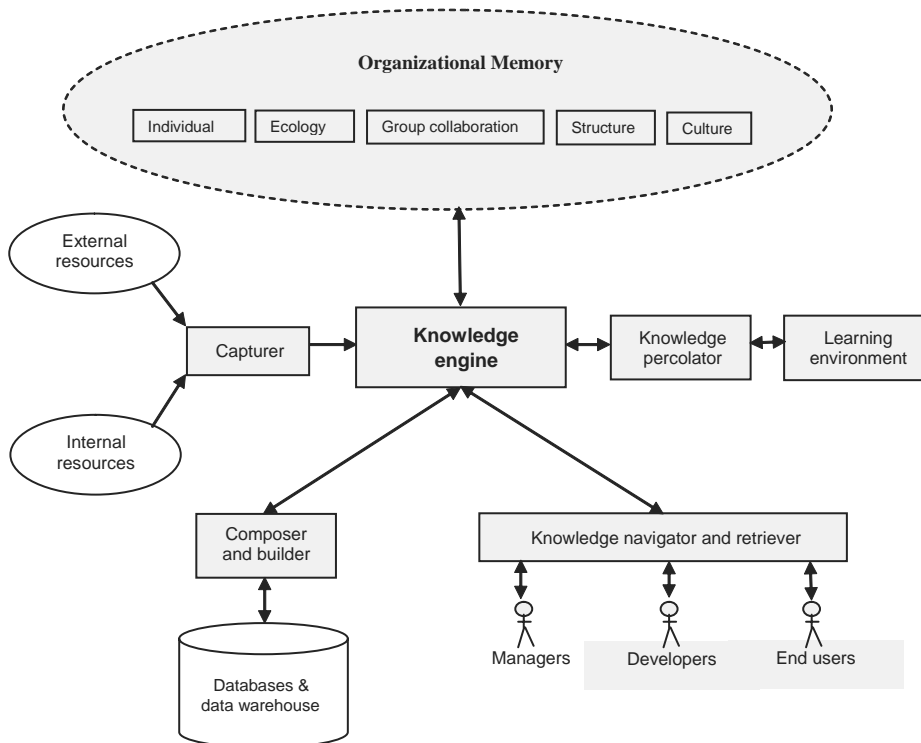 Organizational Memory
Individual
Ecology
Group collaboration
Structure
Culture
External
resources
Capturer
Knowledge
engine
Knowledge
percolator
Learning
environment
Internal
resources
Composer
and builder
Knowledge navigator and retriever
Managers
Developers
End users
Databases &
data warehouse